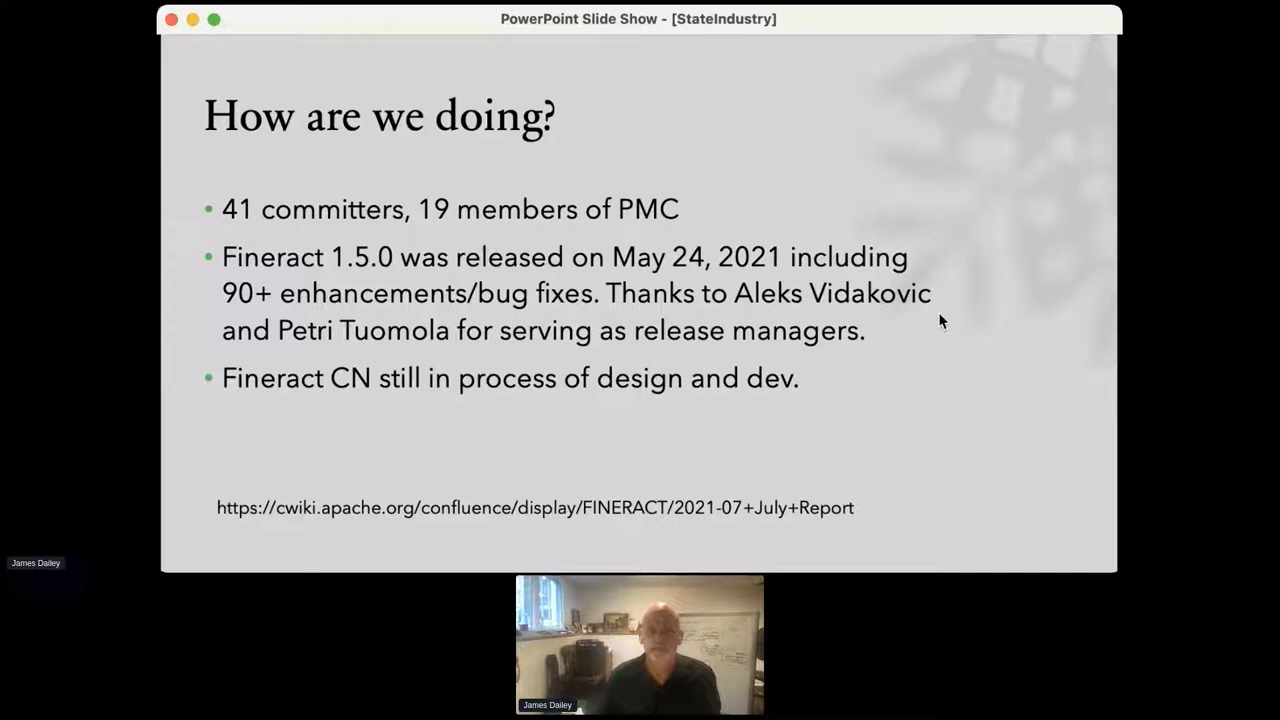 PowerPoint Slide Show - [StateIndustry]
How are we doing?
• 41 committers, 19 members of PMC
• Fineract 1.5.0 was released on May 24, 2021 including
90+ enhancements/bug fixes. Thanks to Aleks Vidakovic
and Petri Tuomola for serving as release managers.
• Fineract CN still in process of design and dev.
https://cwiki.apache.org/confluence/display/FINERACT/2021-07+July+Report
James Dailey
James Dailey